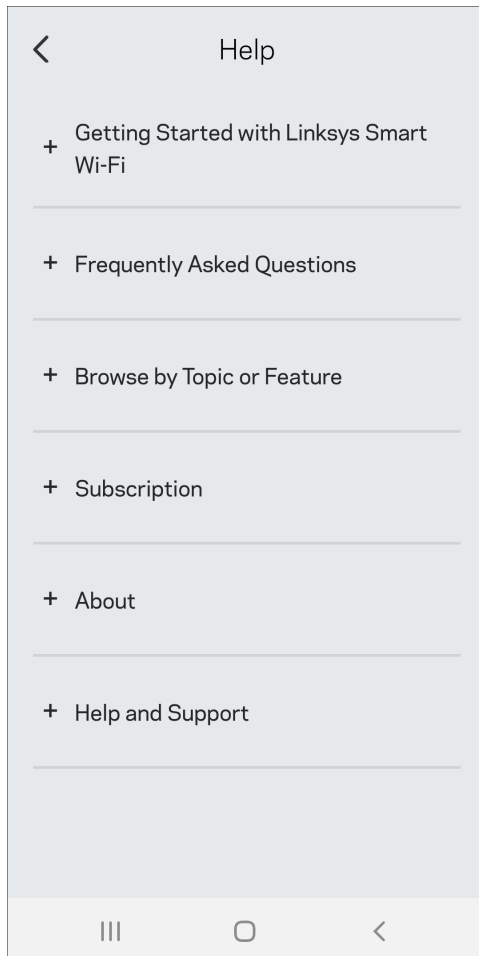 Help
+ Getting Started with Linksys Smart
Wi-Fi
+ Frequently Asked Questions
+ Browse by Topic or Feature
+ Subscription
+ About
+ Help and Support